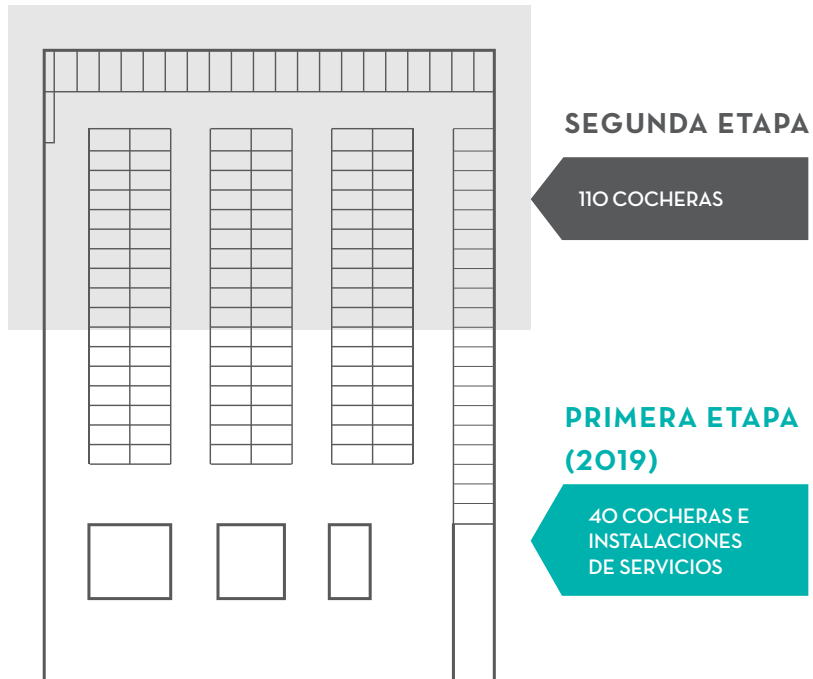 SEGUNDA ETAPA
110 COCHERAS
PRIMERA ETAPA
(2019)
40 COCHERAS E
INSTALACIONES
DE SERVICIOS